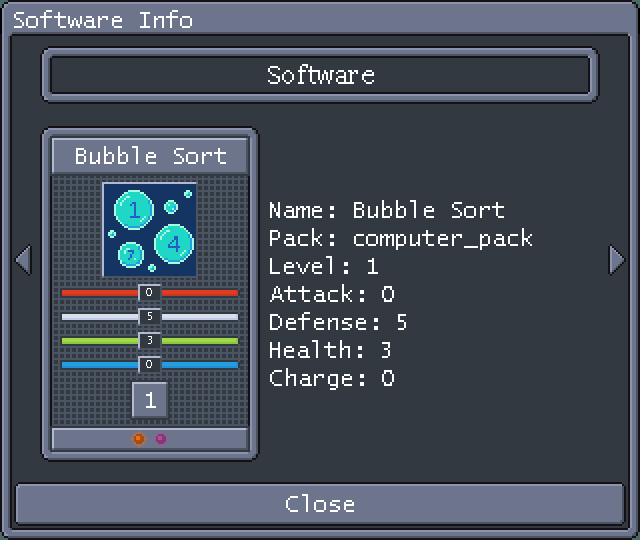 Software Info
Software
Bubble Sort
1
4
7
0
5
3
0
1
Name: Bubble Sort
Pack: computer_pack
Level: 1
Attack: 0
Defense: 5
Health: 3
Charge: 0
Close